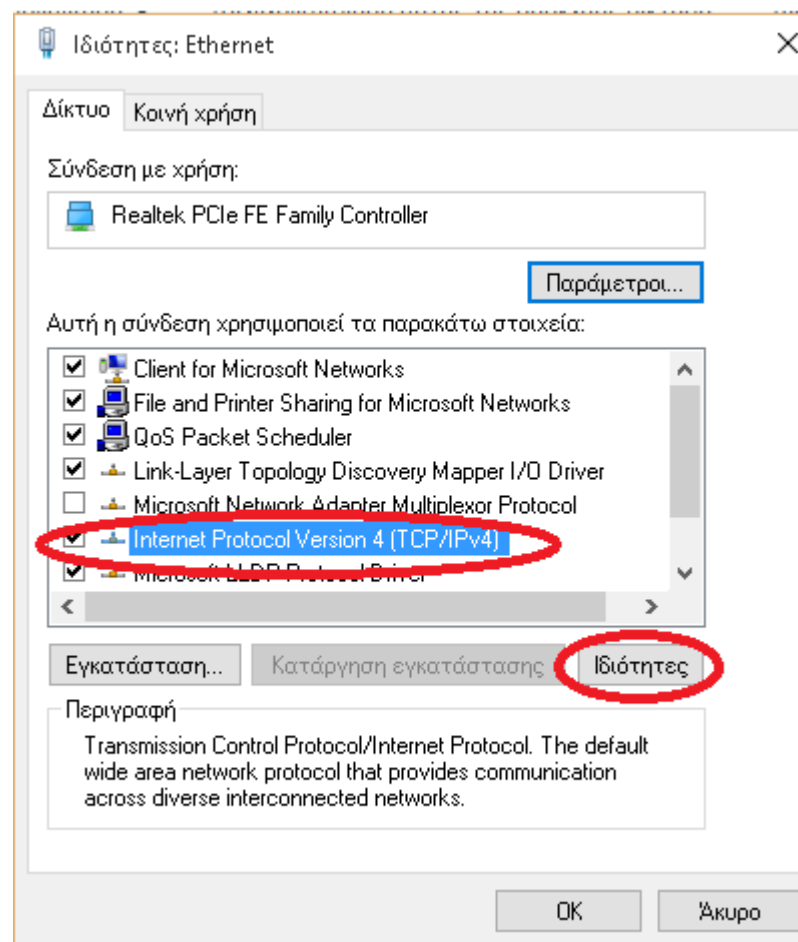 Ιδιότητες: Ethernet
Δίκτυο
Κοινή χρήση
Σύνδεση με χρήση:
Realtek PCIe FE Family Controller
Παράμετροι...
Αυτή η σύνδεση χρησιμοποιεί τα παρακάτω στοιχεία:
Client for Microsoft Networks
File and Printer Sharing for Microsoft Networks
QoS Packet Scheduler
Link-Layer Topology Discovery Mapper I/O Driver
Microsoft Network Adapter Multiplexor Protocol
Internet Protocol Version 4 (TCP/IPv4)
Microsoft LLDP Protocol Driver
Εγκατάσταση... Κατάργηση εγκατάστασης Ιδιότητες
Περιγραφή
Transmission Control Protocol/Internet Protocol. The default
wide area network protocol that provides communication
across diverse interconnected networks.
OK Άκυρο